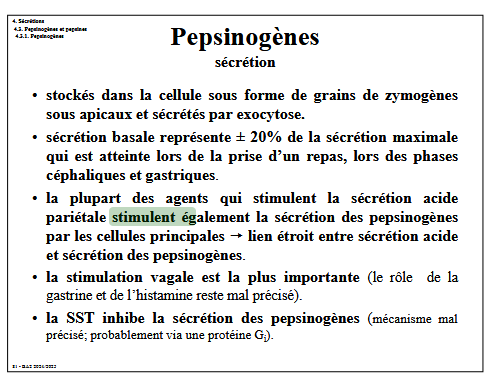 4. Sécrétions
4.3. Pepsinogènes et pepsines
4.3.1. Pepsinogènes
Pepsinogènes
sécrétion
• stockés dans la cellule sous forme de grains de zymogènes
sous apicaux et sécrétés par exocytose.
• sécrétion basale représente ± 20% de la sécrétion maximale
qui est atteinte lors de la prise d’un repas, lors des phases
céphaliques et gastriques.
• la plupart des agents qui stimulent la sécrétion acide
pariétale stimulent également la sécrétion des pepsinogènes
par les cellules principales → lien étroit entre sécrétion acide
et sécrétion des pepsinogènes.
• la stimulation vagale est la plus importante (le rôle de la
gastrine et de l’histamine reste mal précisé).
• la SST inhibe la sécrétion des pepsinogènes (mécanisme mal
précisé; probablement via une protéine Gi).